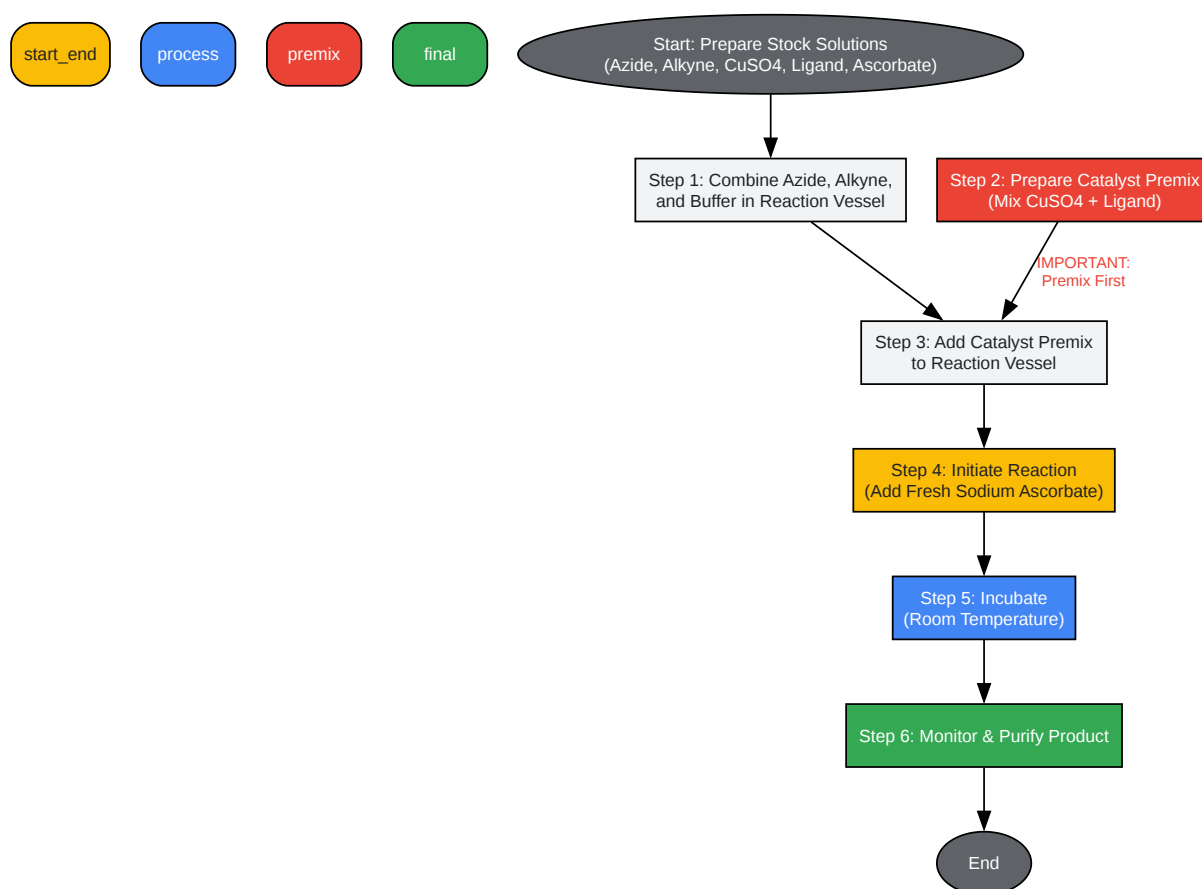 start_end
process
premix
final
Start: Prepare Stock Solutions
(Azide, Alkyne, CuSO4, Ligand, Ascorbate)
Step 1: Combine Azide, Alkyne,
and Buffer in Reaction Vessel
Step 2: Prepare Catalyst Premix
(Mix CuSO4 + Ligand)
IMPORTANT:
Premix First
Step 3: Add Catalyst Premix
to Reaction Vessel
Step 4: Initiate Reaction
(Add Fresh Sodium Ascorbate)
Step 5: Incubate
(Room Temperature)
Step 6: Monitor & Purify Product
End